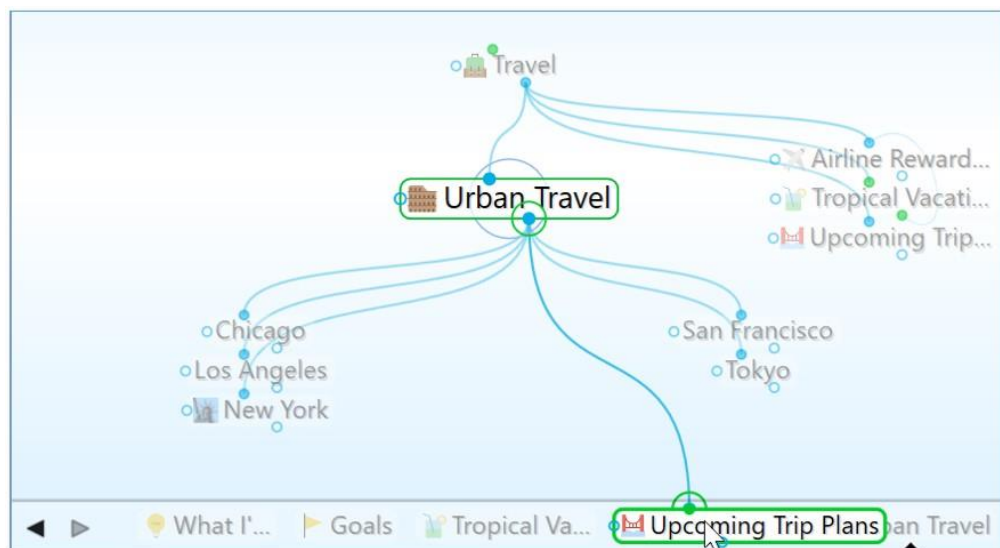 Travel
Airline Reward...
Urban Travel
Tropical Vacati...
Upcoming Trip...
Chicago
San Francisco
Los Angeles
Tokyo
New York
What I'... Goals Tropical Va... Upcoming Trip Plans ban Travel